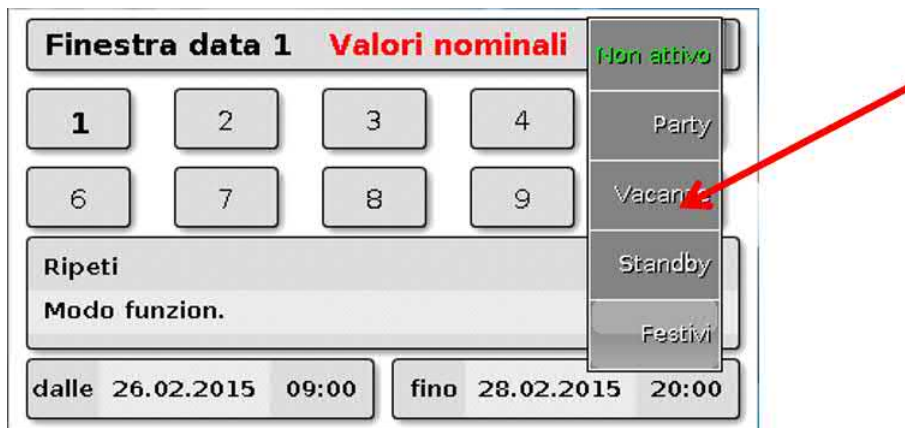 Finestra data 1 Valori nominali
Non attivo
1 2 3 4
Party
6 7 8 9
Vacanze
Ripeti
Standby
Modo funzion.
Festivi
dalle 26.02.2015 09:00 fino 28.02.2015 20:00